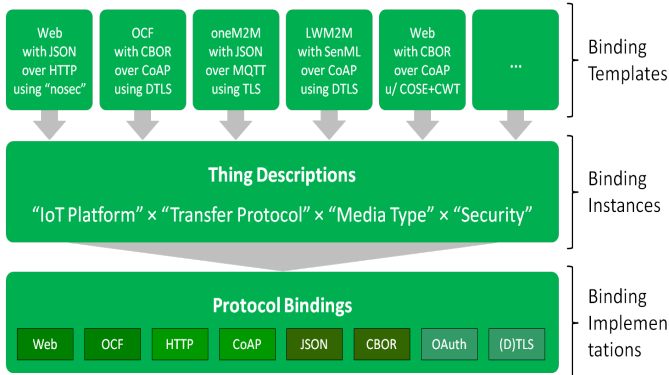 Web
with JSON
over HTTP
using “nosec”
OCF
with CBOR
over CoAP
using DTLS
oneM2M
with JSON
over MQTT
using TLS
LWM2M
with SenML
over CoAP
using DTLS
Web
with CBOR
over CoAP
u/ COSE+CWT
...
Binding
Templates
Thing Descriptions
“IoT Platform” × “Transfer Protocol” × “Media Type” × “Security”
Binding
Instances
Protocol Bindings
Web
OCF
HTTP
CoAP
JSON
CBOR
OAuth
(D)TLS
Binding
Implemen
tations